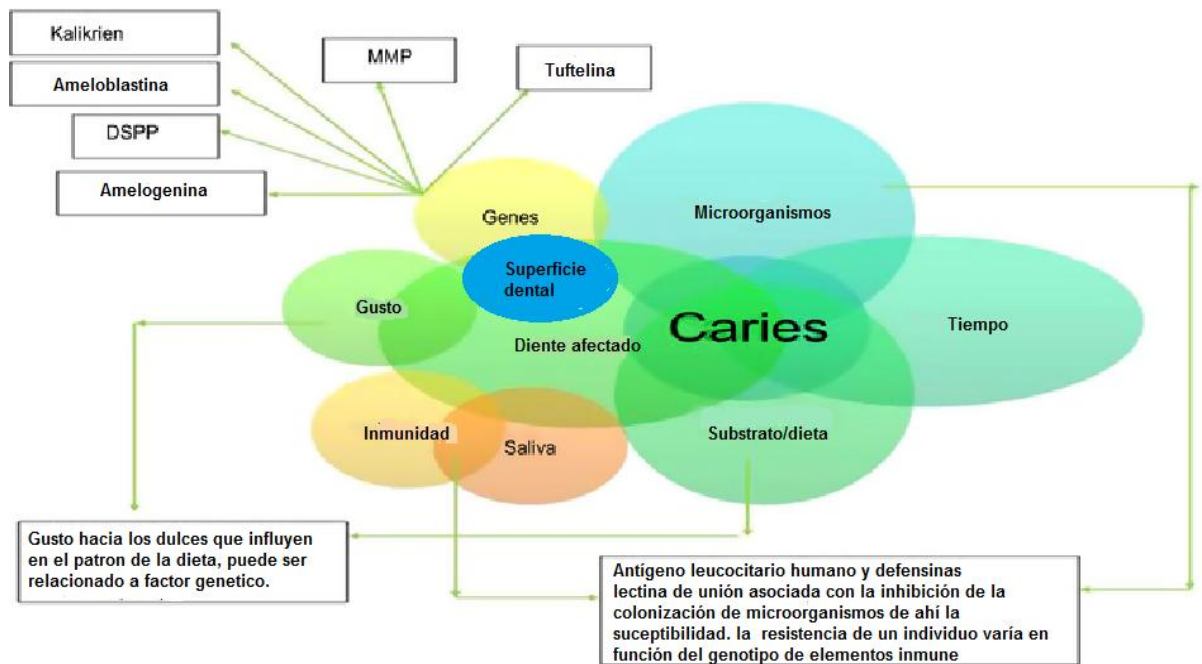 Kalikrien
MMP
Tuftelina
Ameloblastina
DSPP
Amelogenina
Genes
Microorganismos
Superficie
dental
Gusto
Diente afectado
Caries
Tiempo
Inmunidad
Saliva
Substrato/dieta
Gusto hacia los dulces que influyen
en el patron de la dieta, puede ser
relacionado a factor genetico.
Antígeno leucocitario humano y defensinas
lectina de unión asociada con la inhibición de la
colonización de microorganismos de ahí la
suceptibilidad. la resistencia de un individuo varía en
función del genotipo de elementos inmune